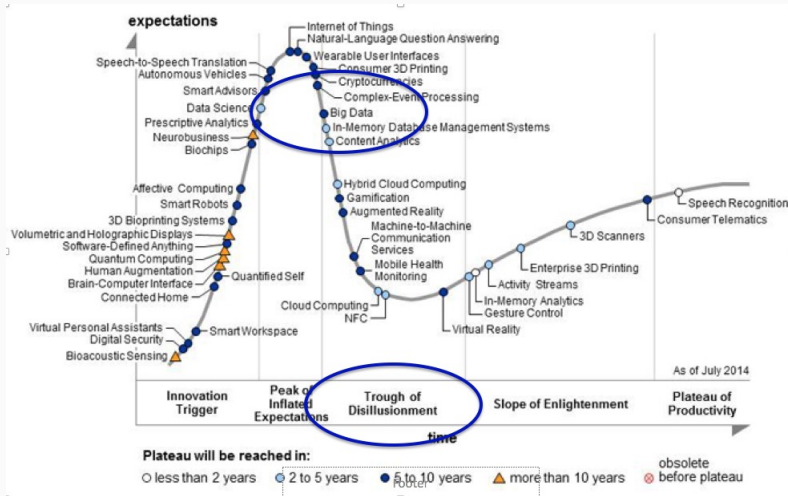 expectations
Internet of Things
Natural-Language Question Answering
Wearable User Interfaces
Speech-to-Speech Translation
Consumer 3D Printing
Autonomous Vehicles
Cryptocurrencies
Smart Advisors
Complex-Event Processing
Data Science
Big Data
Prescriptive Analytics
In-Memory Database Management Systems
Neurobusiness
Content Analytics
Biochips
Hybrid Cloud Computing
Affective Computing
Gamification
Smart Robots
Augmented Reality
3D Bioprinting Systems
Machine-to-Machine
Communication
Services
Volumetric and Holographic Displays
Software-Defined Anything
Quantum Computing
Mobile Health
Monitoring
Human Augmentation
Quantified Self
Brain-Computer Interface
Connected Home
Cloud Computing
NFC
Speech Recognition
Consumer Telematics
3D Scanners
Enterprise 3D Printing
Activity Streams
In-Memory Analytics
Gesture Control
Virtual Reality
Virtual Personal Assistants
Smart Workspace
Digital Security
Bioacoustic Sensing
As of July 2014
Innovation
Trigger
Peak of
Inflated
Expectations
Trough of
Disillusionment
Slope of Enlightenment
Plateau of
Productivity
time
Plateau will be reached in:
less than 2 years
2 to 5 years
5 to 10 years
more than 10 years
obsolete
before plateau
Footer